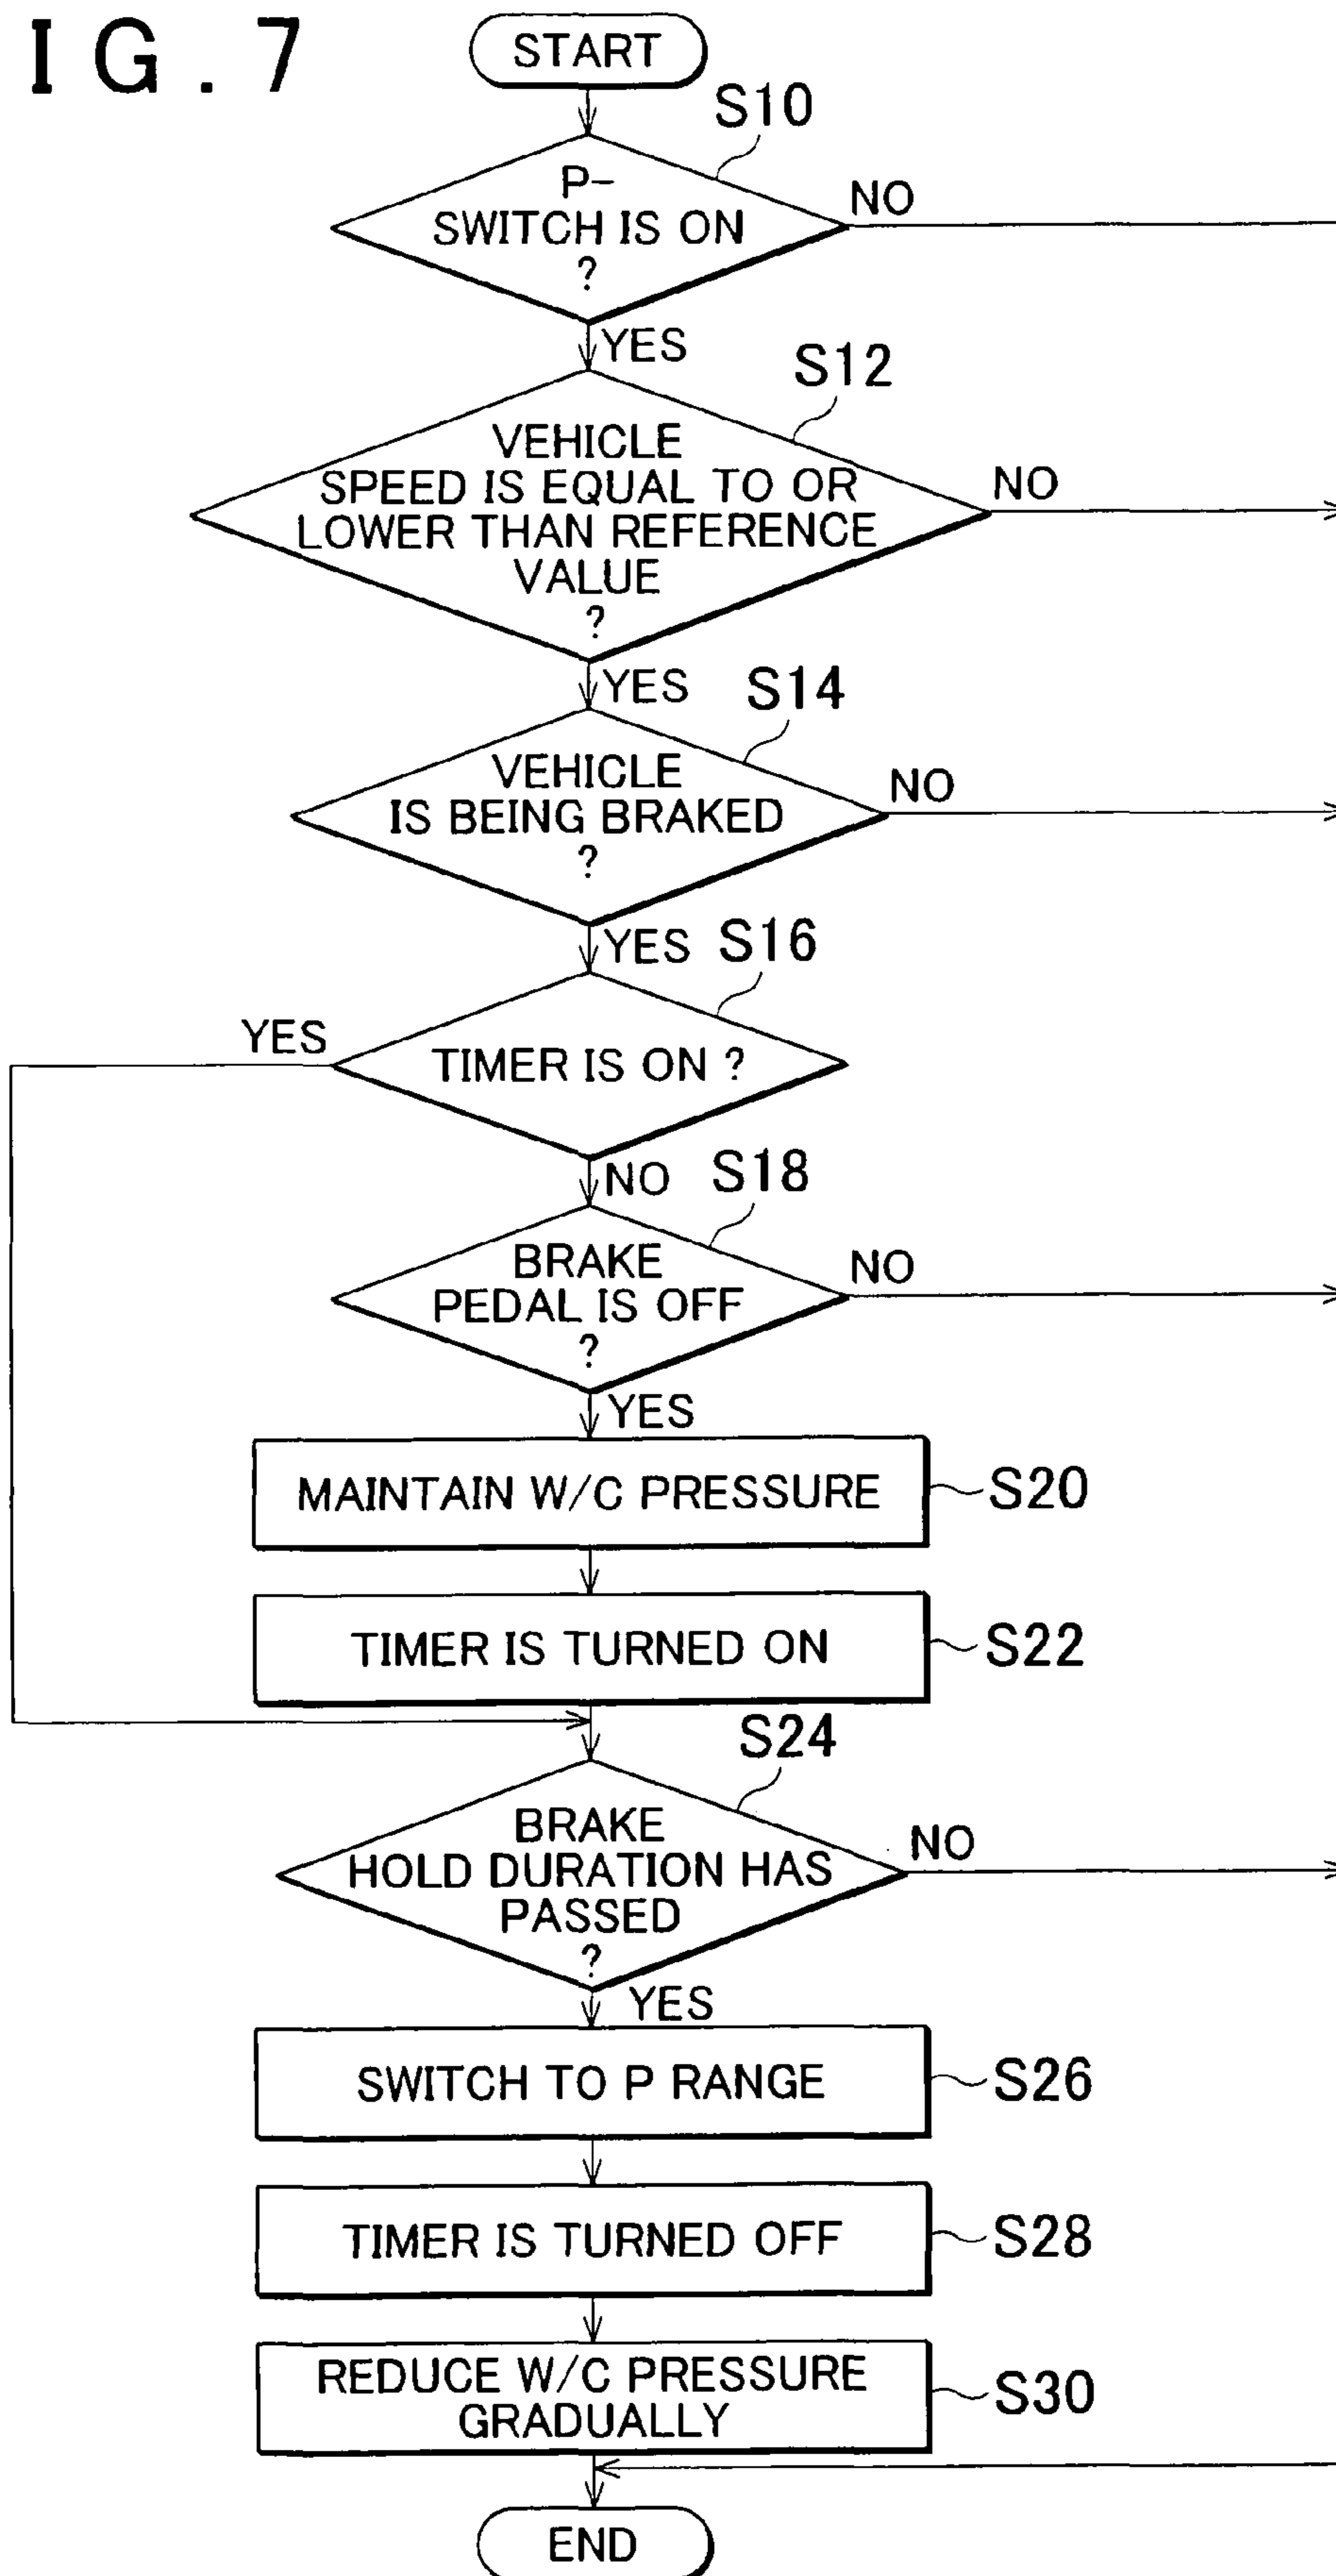 IG.7
START
S10
P-
SWITCH IS ON
?
NO
YES
S12
VEHICLE
SPEED IS EQUAL TO OR
LOWER THAN REFERENCE
VALUE
?
NO
YES
S14
VEHICLE
IS BEING BRAKED
?
NO
YES
S16
YES
TIMER IS ON ?
NO
S18
BRAKE
PEDAL IS OFF
?
NO
YES
MAINTAIN W/C PRESSURE
S20
TIMER IS TURNED ON
S22
S24
BRAKE
HOLD DURATION HAS
PASSED
?
NO
YES
SWITCH TO P RANGE
S26
TIMER IS TURNED OFF
S28
REDUCE W/C PRESSURE
GRADUALLY
S30
END